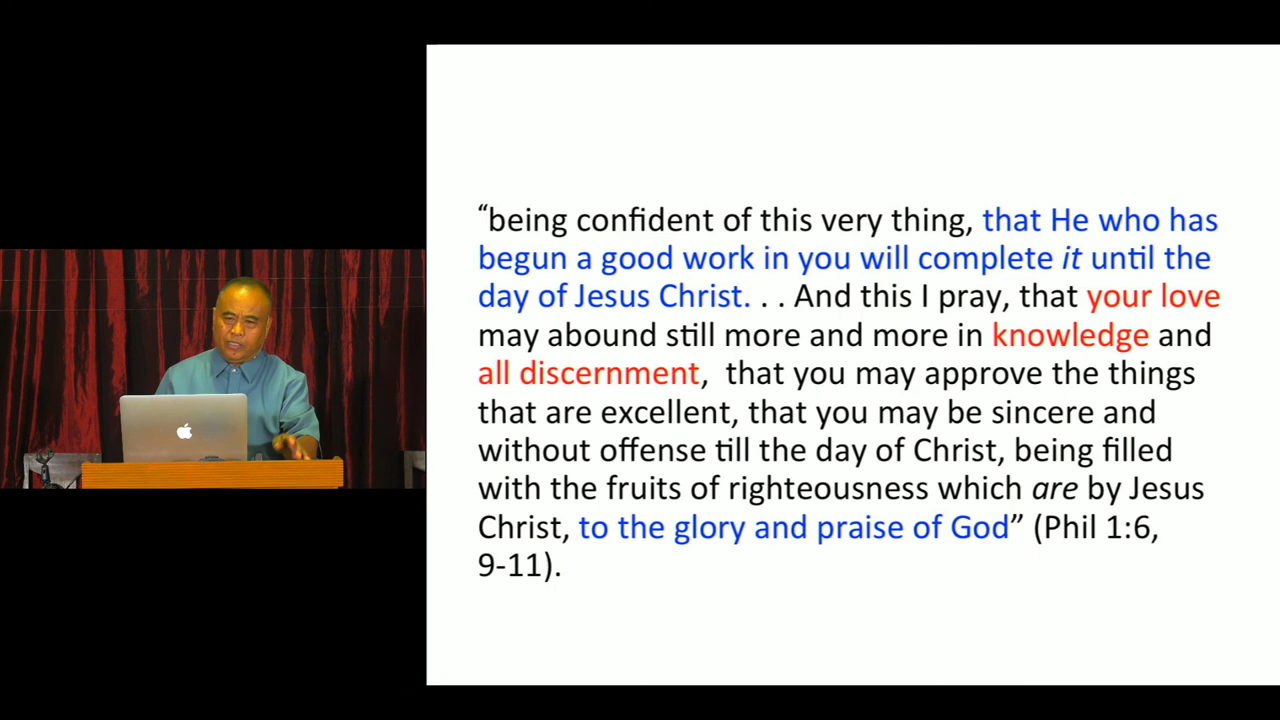 “being confident of this very thing, that He who has
begun a good work in you will complete it until the
day of Jesus Christ. . . And this I pray, that your love
may abound still more and more in knowledge and
all discernment,  that you may approve the things
that are excellent, that you may be sincere and
without offense till the day of Christ, being filled
with the fruits of righteousness which are by Jesus
Christ, to the glory and praise of God” (Phil 1:6,
9-11).